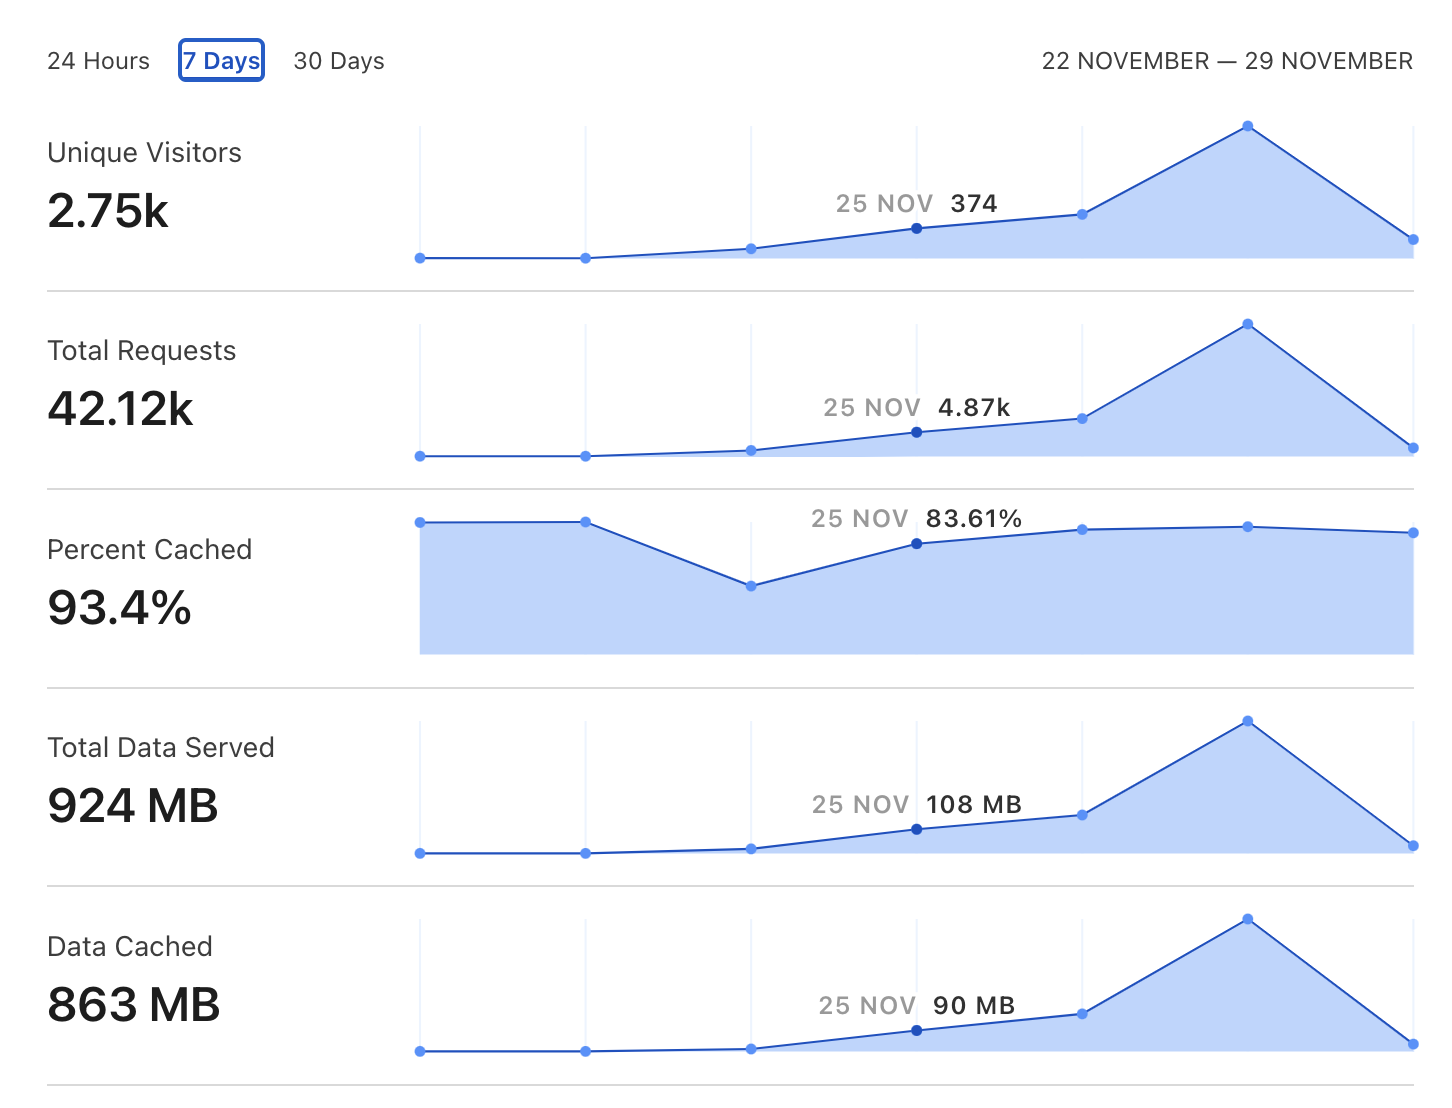 24 Hours 7 Days 30 Days 22 NOVEMBER — 29 NOVEMBER
Unique Visitors
2.75k
25 NOV 374
Total Requests
42.12k
25 NOV 4.87k
Percent Cached
93.4%
25 NOV 83.61%
Total Data Served
924 MB
25 NOV 108 MB
Data Cached
863 MB
25 NOV 90 MB